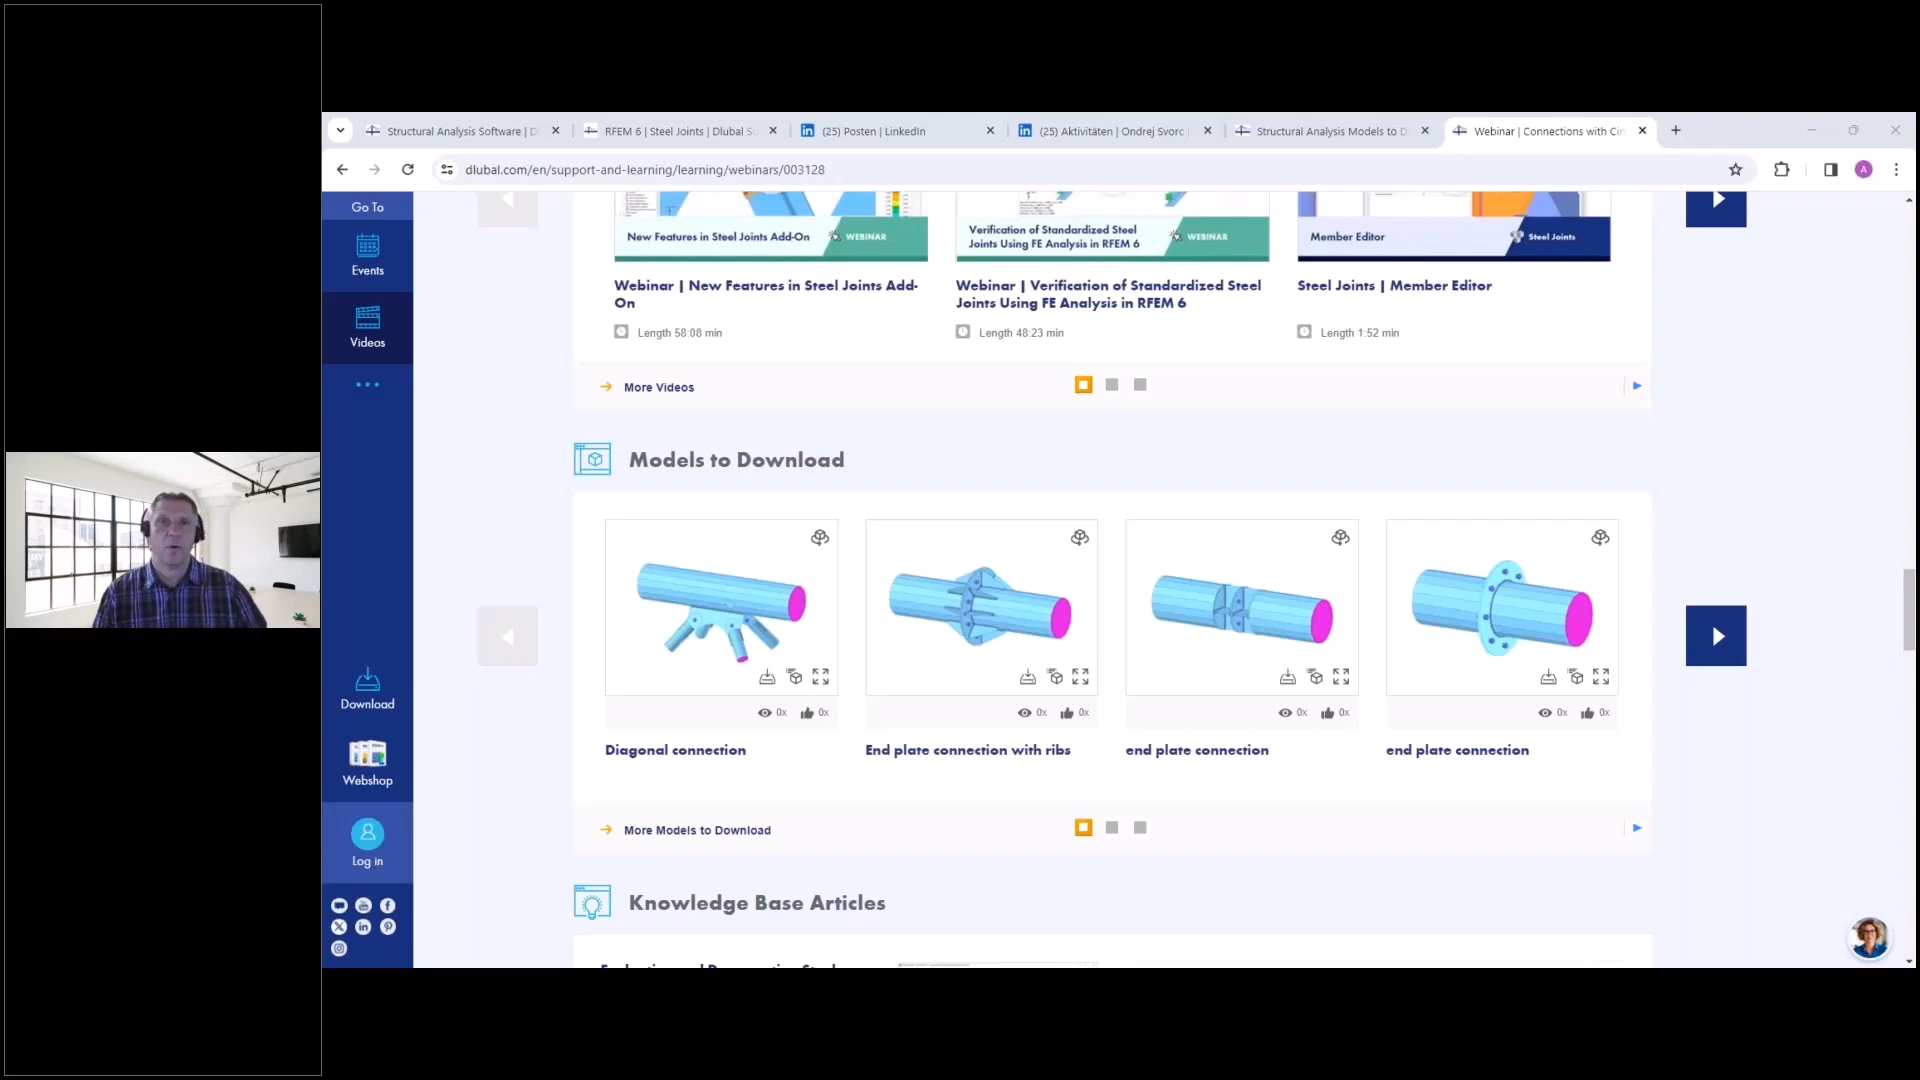 Structural Analysis Software | D
RFEM 6 | Steel Joints | Dlubal S
(25) Posten | LinkedIn
(25) Aktivitäten | Ondrej Svorc
Structural Analysis Models to D
Webinar | Connections with Circ
dlubal.com/en/support-and-learning/learning/webinars/003128
A
Go To
Events
Videos
Download
Webshop
Log in
New Features in Steel Joints Add-On
WEBINAR
Verification of Standardized Steel
Joints Using FE Analysis in RFEM 6
WEBINAR
Member Editor
Steel Joints
Webinar | New Features in Steel Joints Add-
On
Length 58:08 min
Webinar | Verification of Standardized Steel
Joints Using FE Analysis in RFEM 6
Length 48:23 min
Steel Joints | Member Editor
Length 1:52 min
More Videos
Models to Download
0x 0x
0x 0x
0x 0x
0x 0x
Diagonal connection
End plate connection with ribs
end plate connection
end plate connection
More Models to Download
Knowledge Base Articles